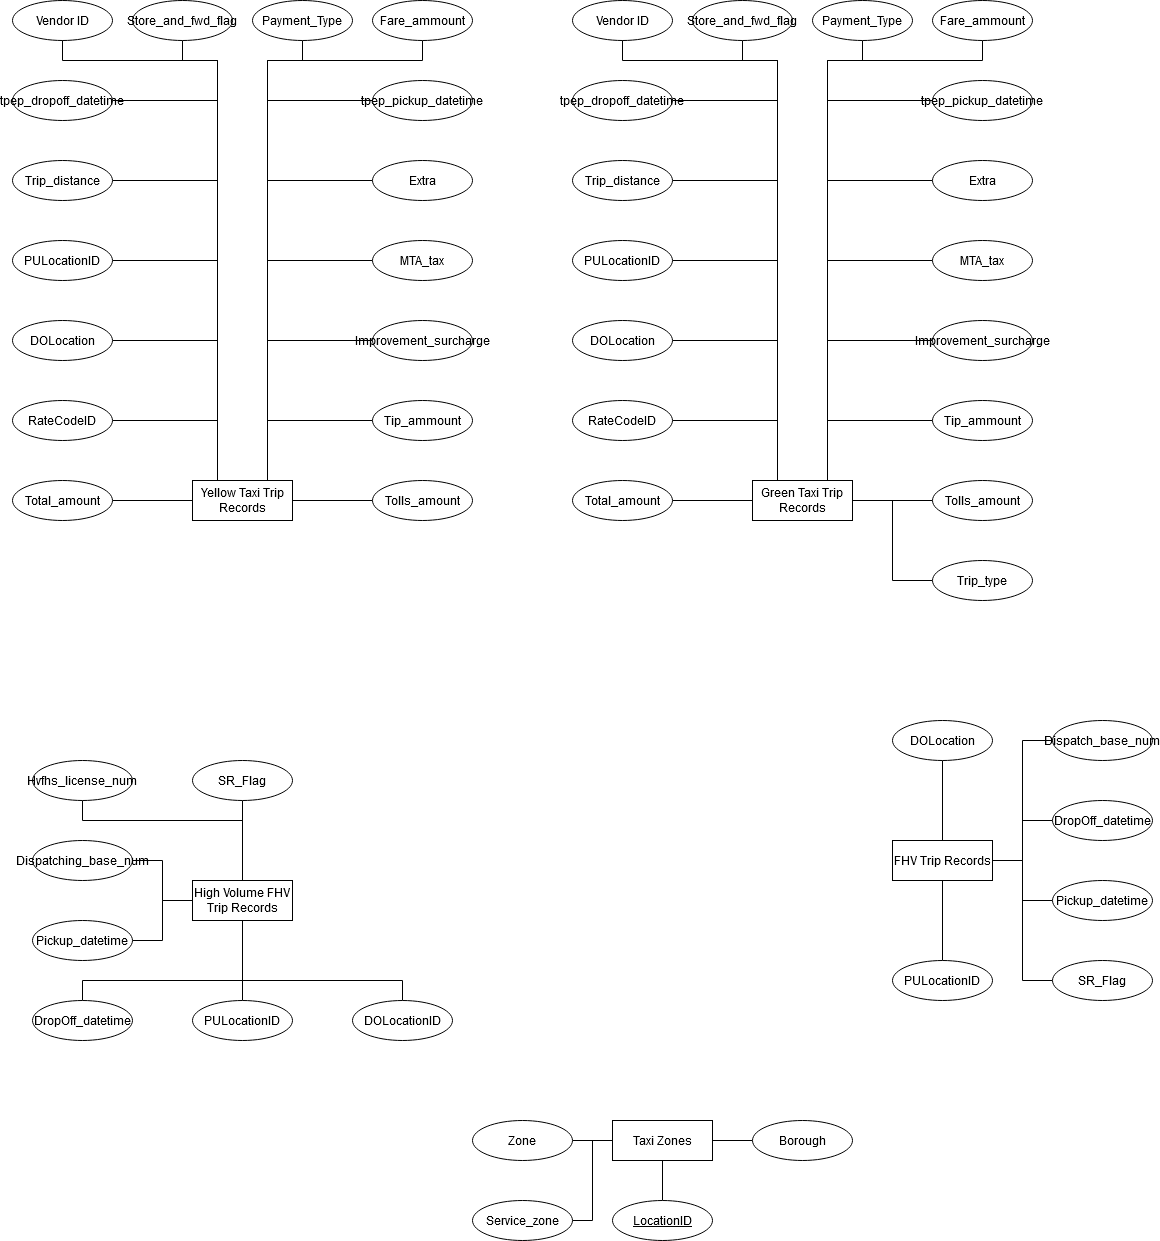 Vendor ID
Store_and_fwd_flag
Payment_Type
Fare_ammount
tpep_dropoff_datetime
tpep_pickup_datetime
Trip_distance
Extra
PULocationID
MTA_tax
DOLocation
Improvement_surcharge
RateCodeID
Tip_ammount
Total_amount
Yellow Taxi Trip
Records
Tolls_amount
Vendor ID
Store_and_fwd_flag
Payment_Type
Fare_ammount
tpep_dropoff_datetime
tpep_pickup_datetime
Trip_distance
Extra
PULocationID
MTA_tax
DOLocation
Improvement_surcharge
RateCodeID
Tip_ammount
Total_amount
Green Taxi Trip
Records
Tolls_amount
Trip_type
Hvfhs_license_num
SR_Flag
Dispatching_base_num
High Volume FHV
Trip Records
Pickup_datetime
DropOff_datetime
PULocationID
DOLocationID
DOLocation
Dispatch_base_num
DropOff_datetime
FHV Trip Records
Pickup_datetime
PULocationID
SR_Flag
Zone
Taxi Zones
Borough
Service_zone
LocationID